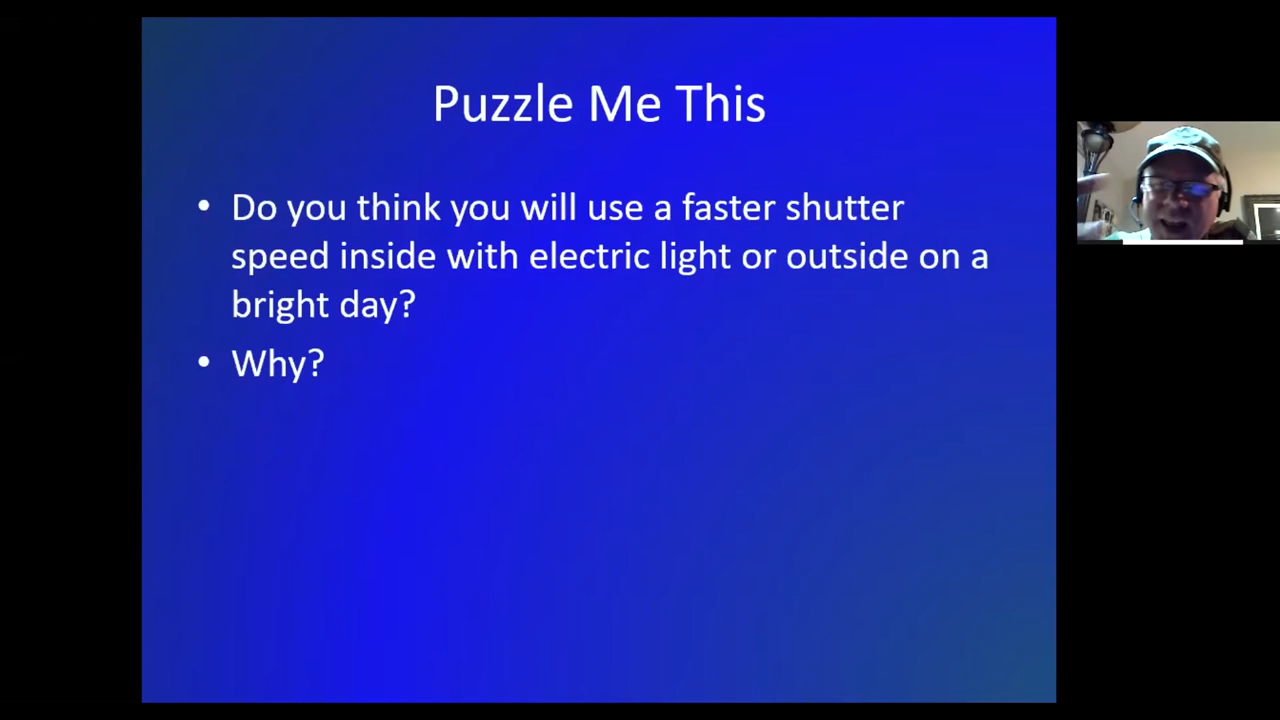 Puzzle Me This
• Do you think you will use a faster shutter
speed inside with electric light or outside on a
bright day?
• Why?